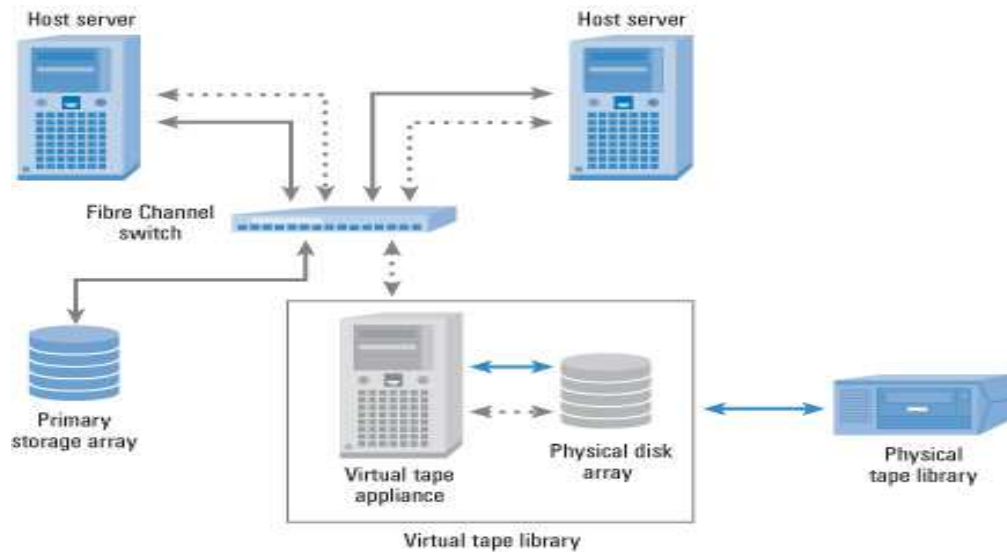 Host server
Host server
Fibre Channel
switch
Primary
storage array
Virtual tape
appliance
Physical disk
array
Physical
tape library
Virtual tape library